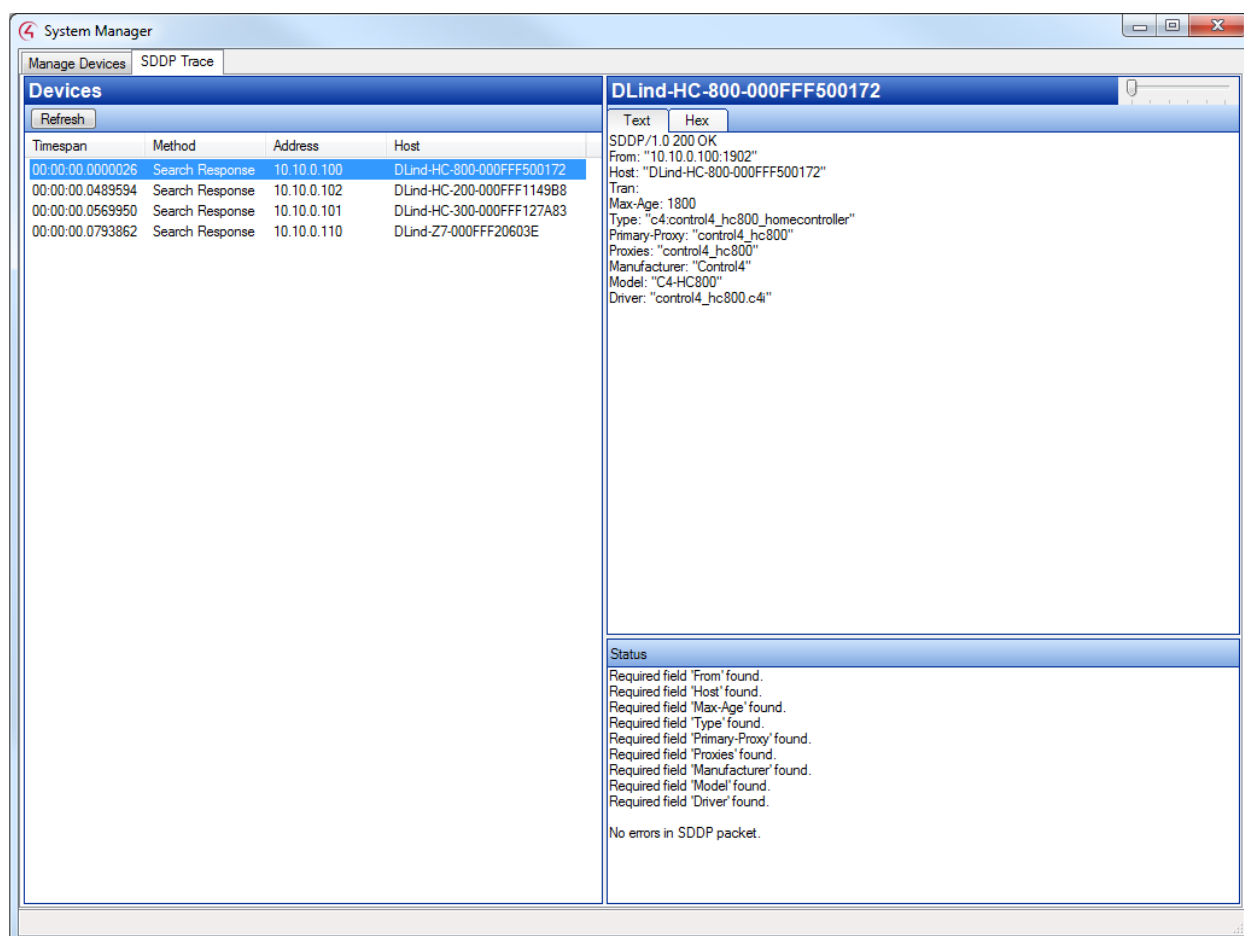 System Manager
Manage Devices SDDP Trace
Devices
Refresh
Timespan Method Address Host
00:00:00.0000026 Search Response 10.10.0.100 DLind-HC-800-000FFF500172
00:00:00.0489594 Search Response 10.10.0.102 DLind-HC-200-000FFF1149B8
00:00:00.0569950 Search Response 10.10.0.101 DLind-HC-300-000FFF127A83
00:00:00.0793862 Search Response 10.10.0.110 DLind-Z7-000FFF20603E
DLind-HC-800-000FFF500172
Text Hex
SDDP/1.0 200 OK
From: "10.10.0.100:1902"
Host: "DLind-HC-800-000FFF500172"
Tran:
Max-Age: 1800
Type: "c4:control4_hc800_homecontroller"
Primary-Proxy: "control4_hc800"
Proxies: "control4_hc800"
Manufacturer: "Control4"
Model: "C4-HC800"
Driver: "control4_hc800.c4i"
Status
Required field 'From' found.
Required field 'Host' found.
Required field 'Max-Age' found.
Required field 'Type' found.
Required field 'Primary-Proxy' found.
Required field 'Proxies' found.
Required field 'Manufacturer' found.
Required field 'Model' found.
Required field 'Driver' found.
No errors in SDDP packet.